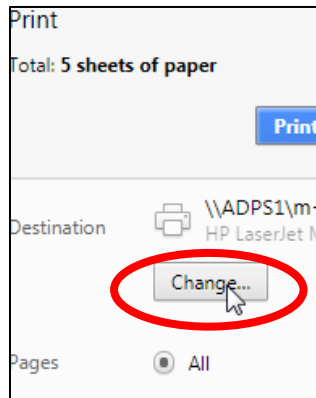 Print
Total: 5 sheets of paper
Print
Destination
\\ADPS1\m-
HP LaserJet M
Change...
Pages
All